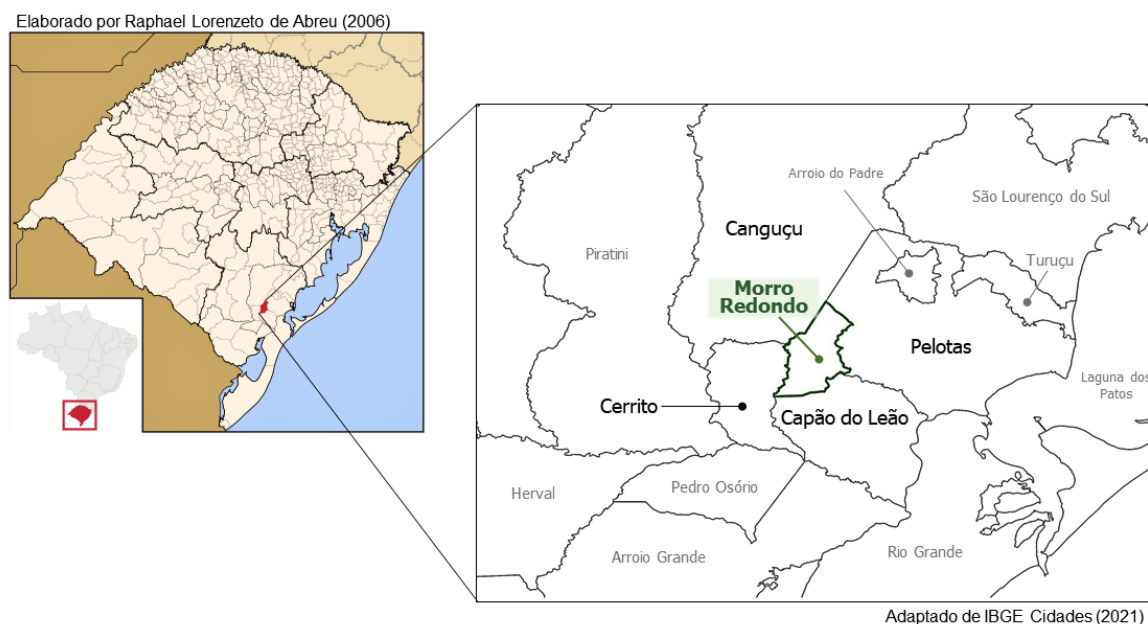 Elaborado por Raphael Lorenzeto de Abreu (2006)
Arroio do Padre
São Lourenço do Sul
Canguçu
Piratini
Turuçu
Morro
Redondo
Pelotas
Laguna dos
Patos
Cerrito
Capão do Leão
Herval
Pedro Osório
Arroio Grande
Rio Grande
Adaptado de IBGE Cidades (2021)